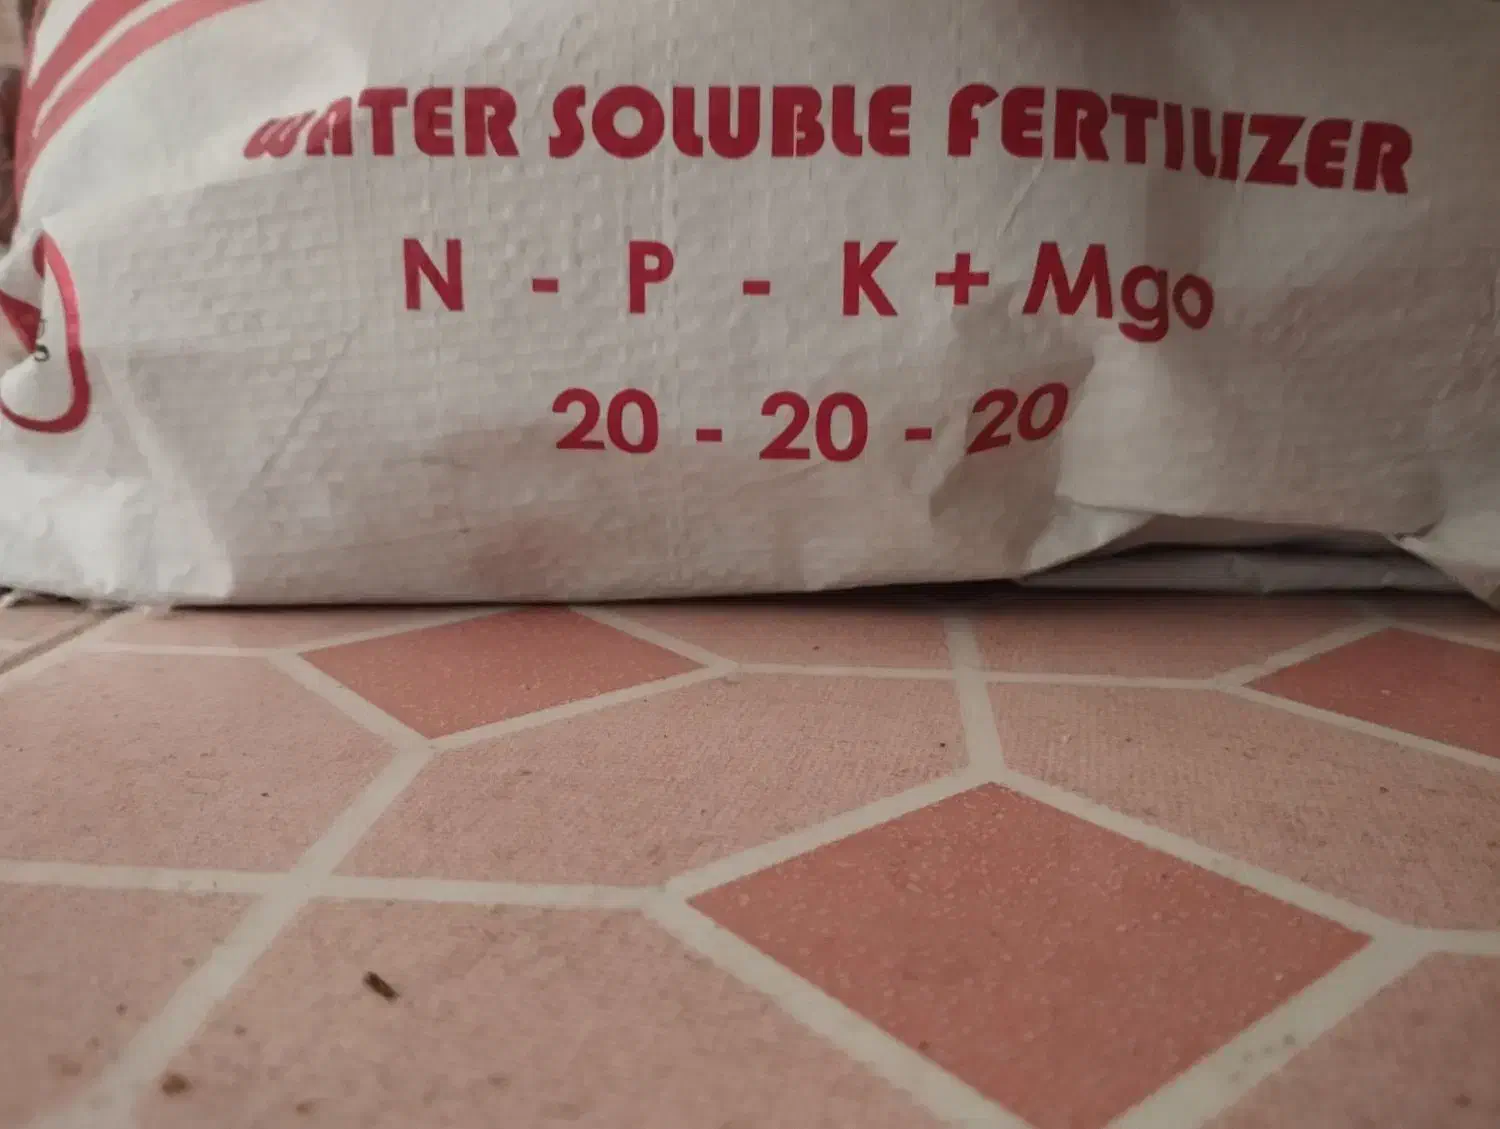 WATER SOLUBLE FERTILIZER
N - P - K + Mgo
20 - 20 - 20